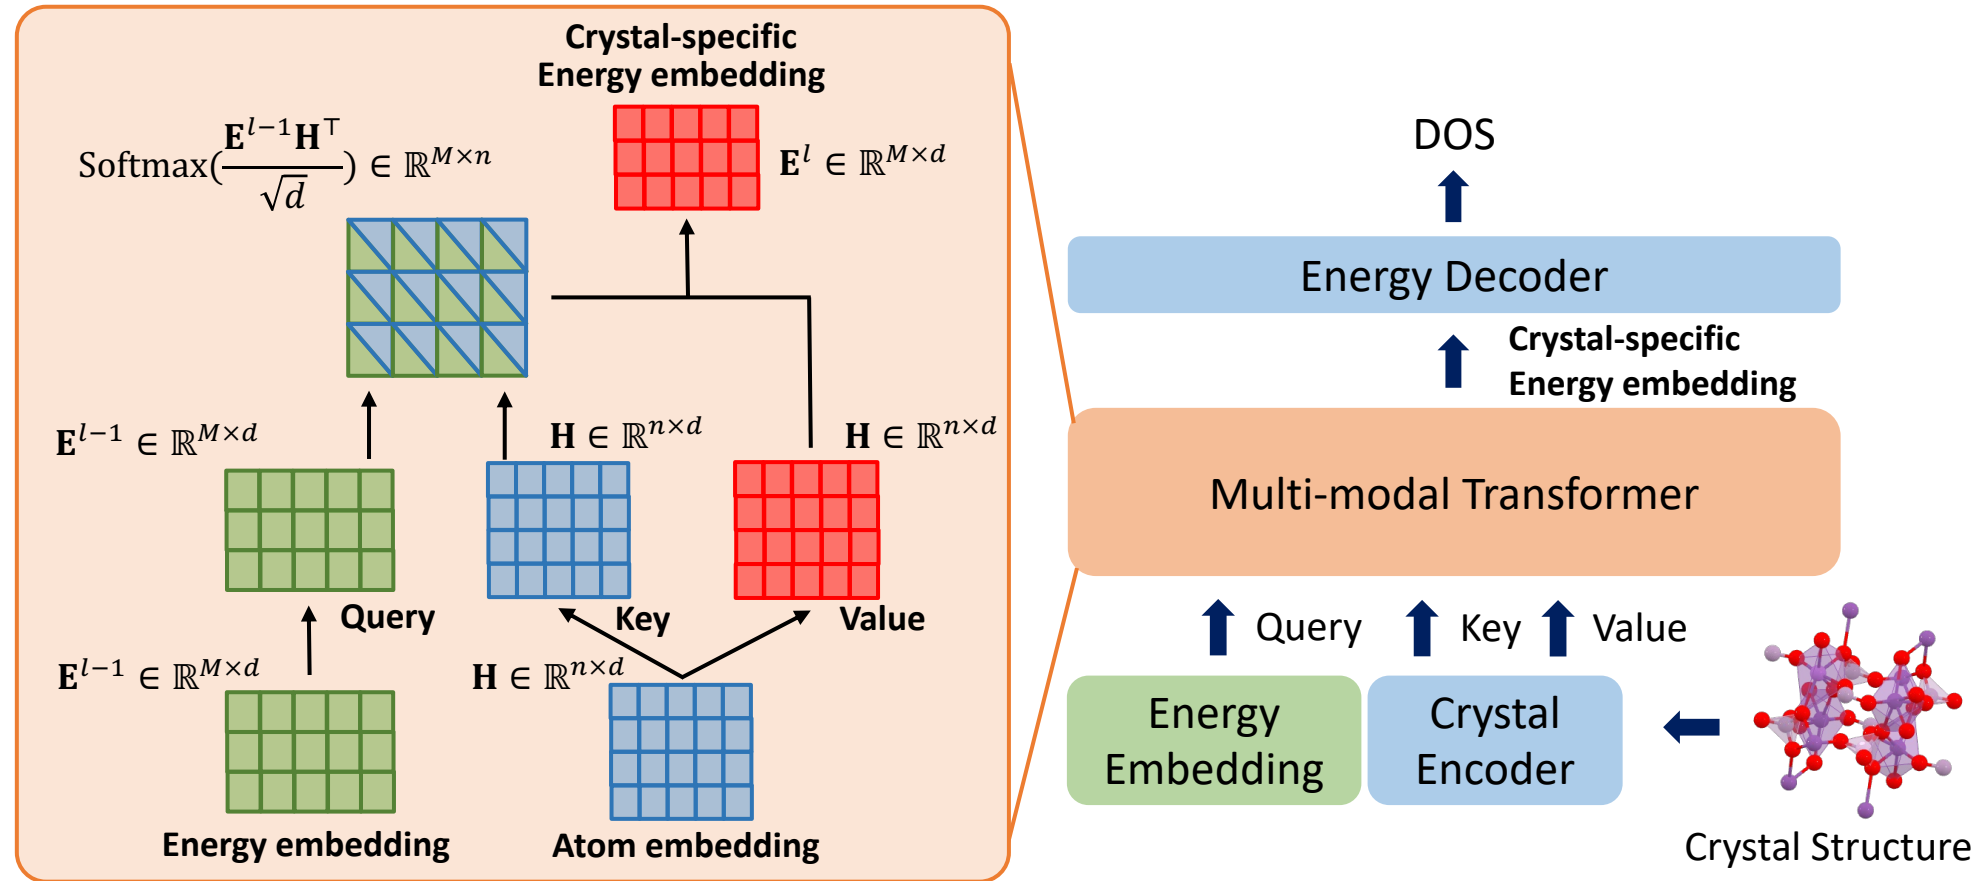 Crystal-specific
Energy embedding
Softmax(𝐄^{l−1}𝐇^⊤/√d) ∈ ℝ^{M×n}
𝐄^l ∈ ℝ^{M×d}
𝐄^{l−1} ∈ ℝ^{M×d}
𝐇 ∈ ℝ^{n×d}
𝐇 ∈ ℝ^{n×d}
Query
Key
Value
𝐄^{l−1} ∈ ℝ^{M×d}
𝐇 ∈ ℝ^{n×d}
Energy embedding
Atom embedding
DOS
Energy Decoder
Crystal-specific
Energy embedding
Multi-modal Transformer
Query
Key
Value
Energy
Embedding
Crystal
Encoder
Crystal Structure